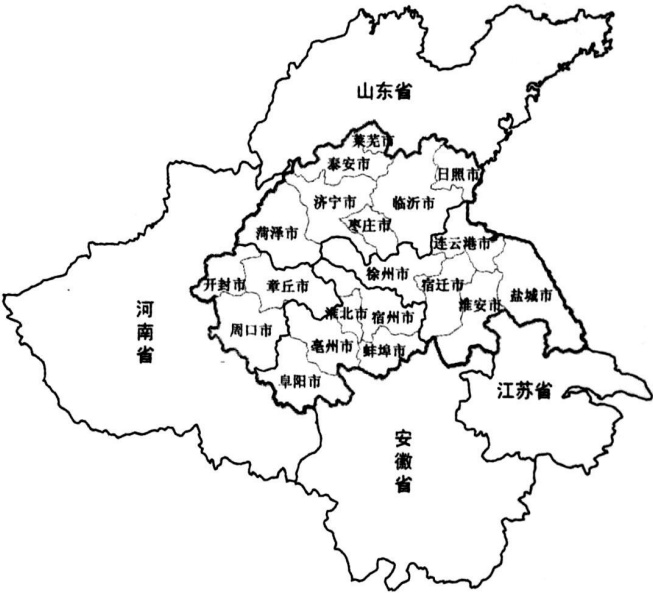 山东省
莱芜市
泰安市
日照市
济宁市
临沂市
枣庄市
菏泽市
连云港市
徐州市
开封市
章丘市
宿迁市
淮安市
盐城市
河南省
淮北市
宿州市
周口市
亳州市
蚌埠市
阜阳市
江苏省
安徽省